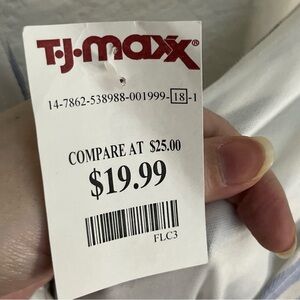 T·J·maxx®
14-7862-538988-001999-18-1
COMPARE AT $25.00
$19.99
FLC3